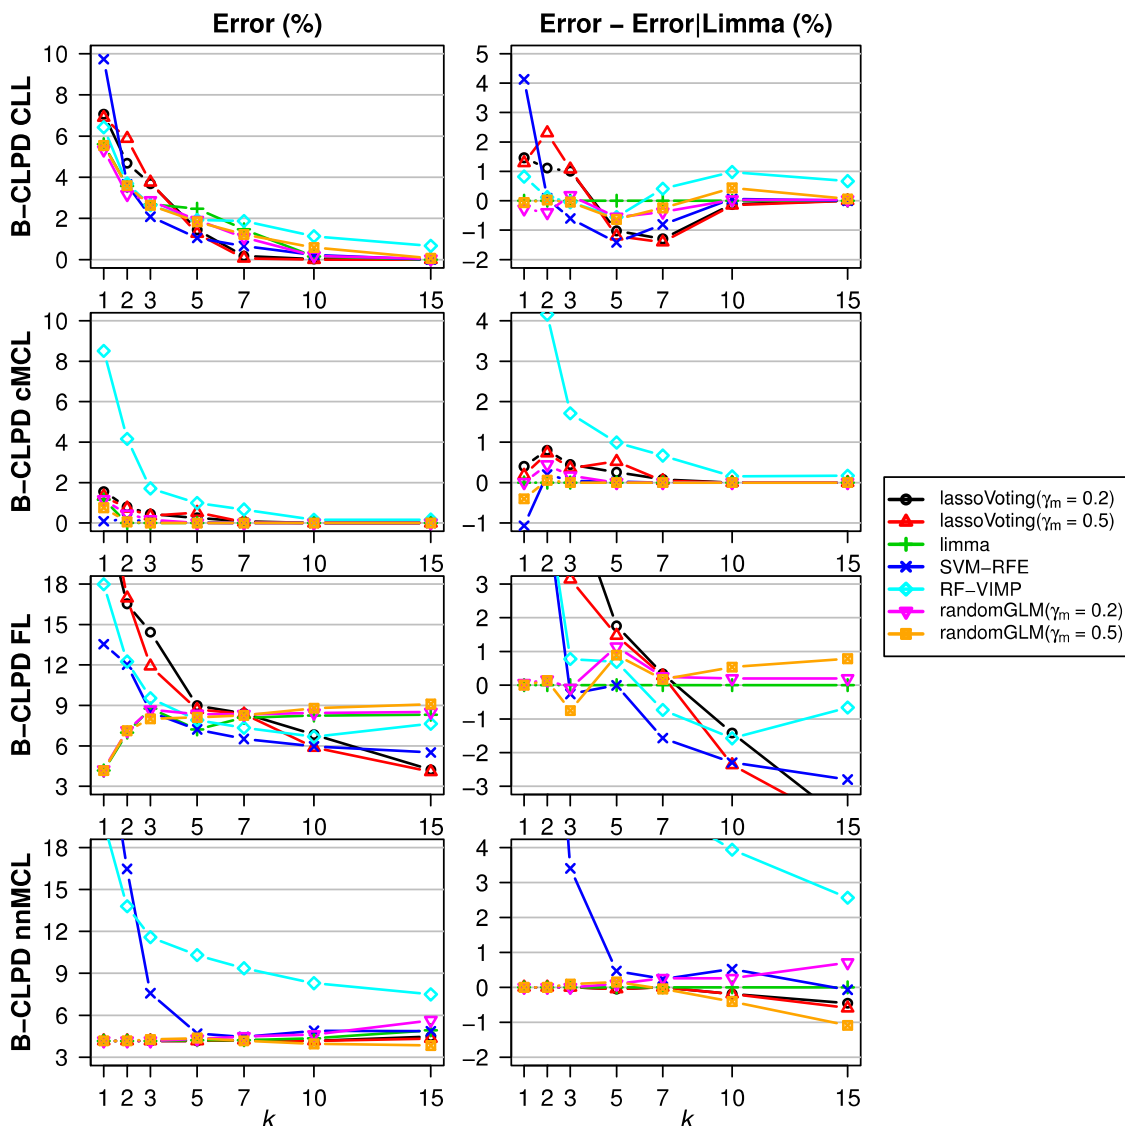 Error (%)
Error − Error|Limma (%)
B−CLPD CLL
10
8
6
4
2
0
1 2 3 5 7 10 15
5
4
3
2
1
0
−1
−2
1 2 3 5 7 10 15
B−CLPD cMCL
10
8
6
4
2
0
1 2 3 5 7 10 15
4
3
2
1
0
−1
1 2 3 5 7 10 15
B−CLPD FL
18
15
12
9
6
3
1 2 3 5 7 10 15
3
2
1
0
−1
−2
−3
1 2 3 5 7 10 15
B−CLPD nnMCL
18
15
12
9
6
3
1 2 3 5 7 10 15
k
4
3
2
1
0
−1
−2
1 2 3 5 7 10 15
k
lassoVoting(γm = 0.2)
lassoVoting(γm = 0.5)
limma
SVM−RFE
RF−VIMP
randomGLM(γm = 0.2)
randomGLM(γm = 0.5)